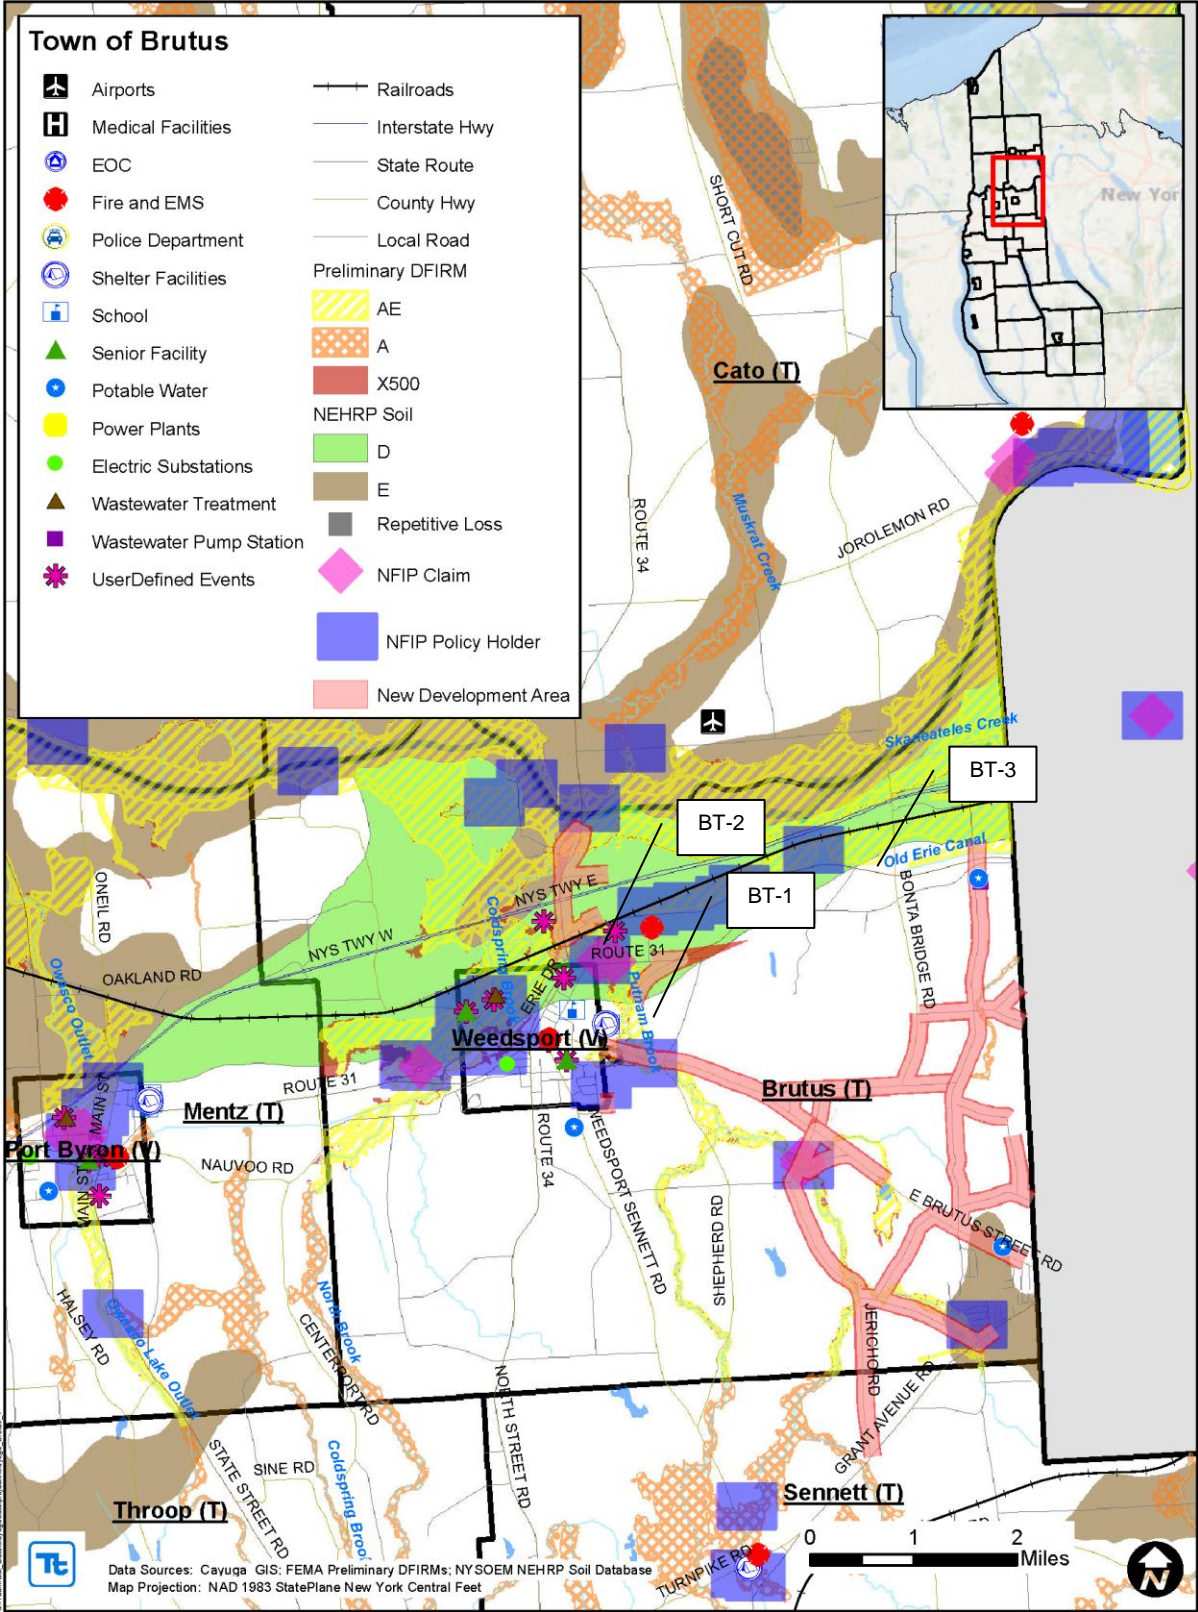 Town of Brutus
Airports
Medical Facilities
EOC
Fire and EMS
Police Department
Shelter Facilities
School
Senior Facility
Potable Water
Power Plants
Electric Substations
Wastewater Treatment
Wastewater Pump Station
UserDefined Events
Railroads
Interstate Hwy
State Route
County Hwy
Local Road
Preliminary DFIRM
AE
A
X500
NEHRP Soil
D
E
Repetitive Loss
NFIP Claim
NFIP Policy Holder
New Development Area
New Yor
SHORT CUT RD
Cato (T)
ROUTE 34
Muskrat Creek
JOROLEMON RD
Skaneateles Creek
BT-3
BT-2
BT-1
Old Erie Canal
BONTA BRIDGE RD
ONEIL RD
OAKLAND RD
NYS TWY W
NYS TWY E
Coldspring Brook
ERIE DR
ROUTE 31
Putnam Brook
Owasco Outlet
Weedsport (V)
ROUTE 31
Mentz (T)
Brutus (T)
MAIN ST
Port Byron (V)
MAIN ST
NAUVOO RD
ROUTE 34
WEEDSPORT SENNETT RD
SHEPHERD RD
E BRUTUS STREET RD
HALSEY RD
Owasco Lake Outlet
North Brook
CENTERPORT RD
JERICHO RD
GRANT AVENUE RD
NORTH STREET RD
STATE STREET RD
SINE RD
Coldspring Brook
Throop (T)
Sennett (T)
TURNPIKE RD
0 1 2
Miles
N
Tt
Data Sources: Cayuga GIS; FEMA Preliminary DFIRMs; NYSOEM NEHRP Soil Database
Map Projection: NAD 1983 StatePlane New York Central Feet